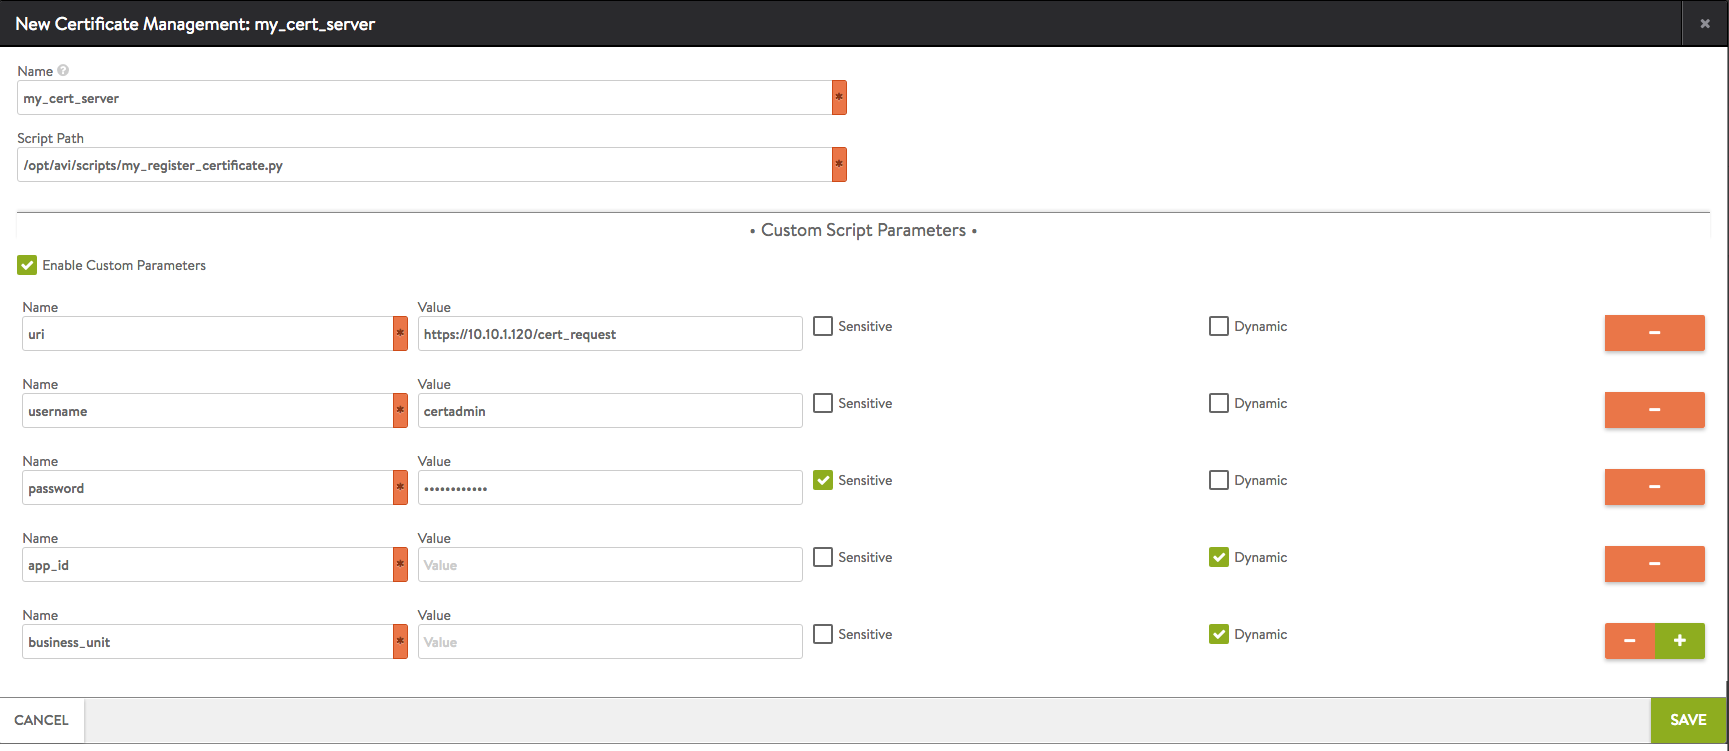 New Certificate Management: my_cert_server
Name
my_cert_server
Script Path
/opt/avi/scripts/my_register_certificate.py
• Custom Script Parameters •
Enable Custom Parameters
Name Value
uri * https://10.10.1.120/cert_request Sensitive Dynamic
Name Value
username * certadmin Sensitive Dynamic
Name Value
password * •••••••••••• Sensitive Dynamic
Name Value
app_id * Value Sensitive Dynamic
Name Value
business_unit * Value Sensitive Dynamic
CANCEL SAVE